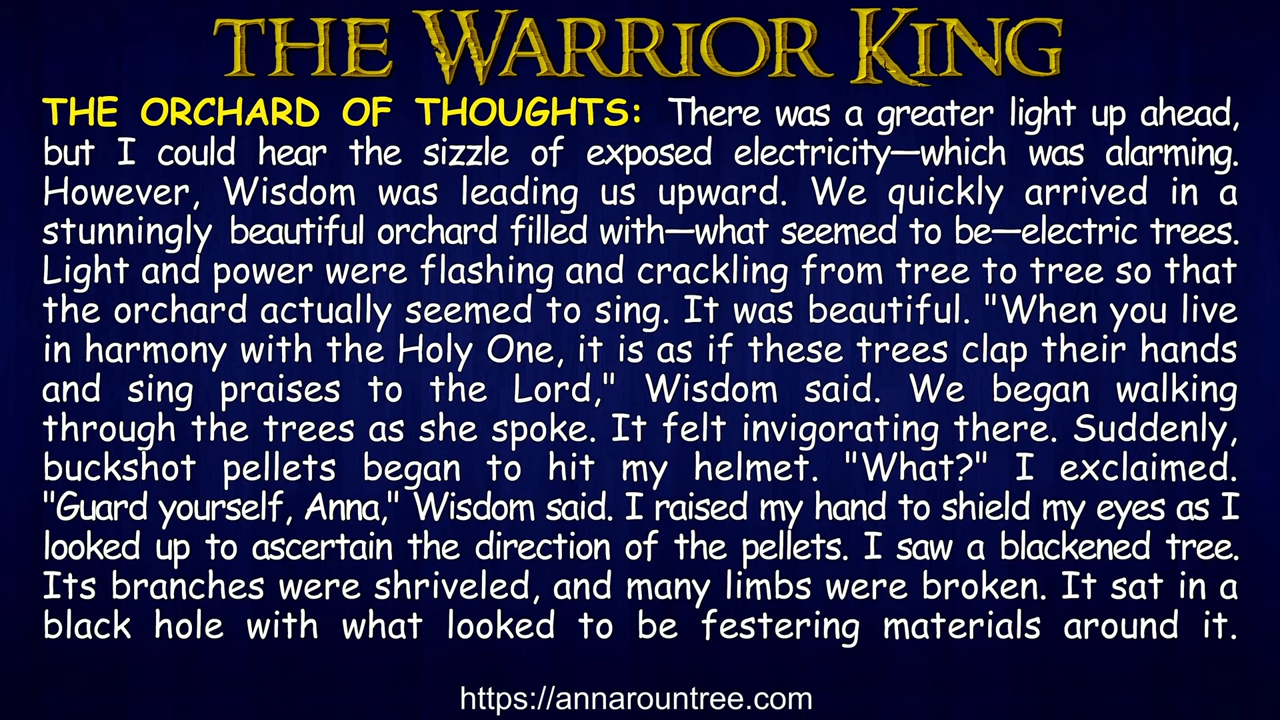 THE WARRIOR KING
THE ORCHARD OF THOUGHTS: There was a greater light up ahead,
but I could hear the sizzle of exposed electricity—which was alarming.
However, Wisdom was leading us upward. We quickly arrived in a
stunningly beautiful orchard filled with—what seemed to be—electric trees.
Light and power were flashing and crackling from tree to tree so that
the orchard actually seemed to sing. It was beautiful. "When you live
in harmony with the Holy One, it is as if these trees clap their hands
and sing praises to the Lord," Wisdom said. We began walking
through the trees as she spoke. It felt invigorating there. Suddenly,
buckshot pellets began to hit my helmet. "What?" I exclaimed.
"Guard yourself, Anna," Wisdom said. I raised my hand to shield my eyes as I
looked up to ascertain the direction of the pellets. I saw a blackened tree.
Its branches were shriveled, and many limbs were broken. It sat in a
black hole with what looked to be festering materials around it.
https://annarountree.com